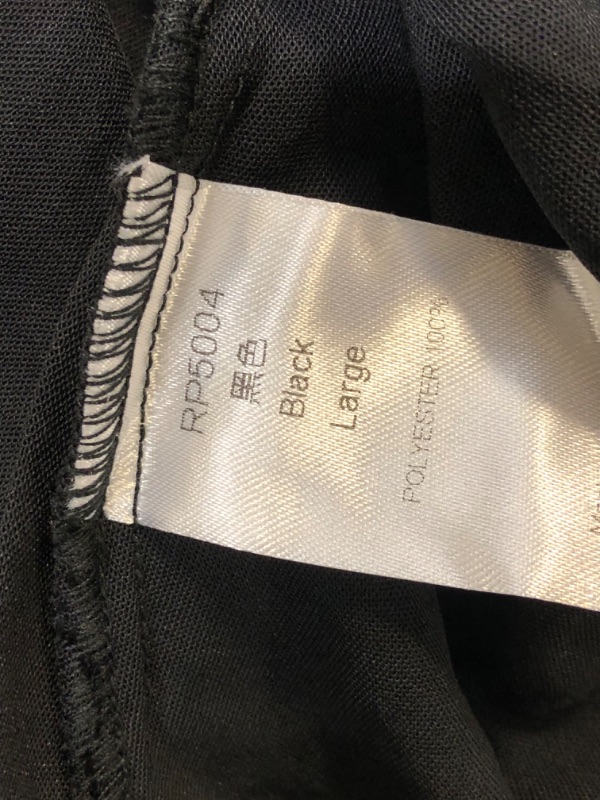 RP5004
黑色
Black
Large
POLYESTER 100%